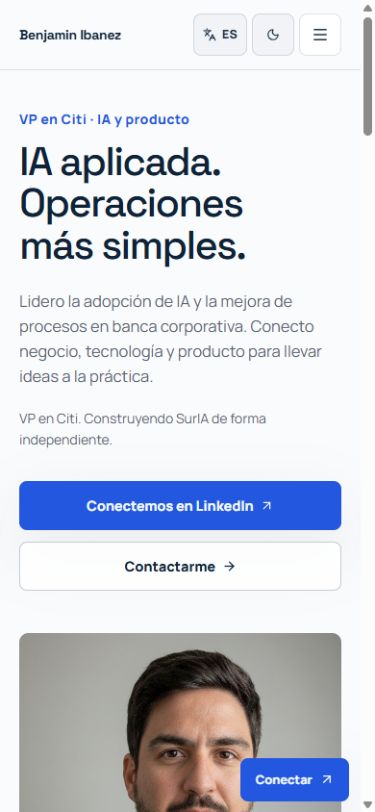 Benjamin Ibanez
ES
VP en Citi · IA y producto
IA aplicada.
Operaciones
más simples.
Lidero la adopción de IA y la mejora de
procesos en banca corporativa. Conecto
negocio, tecnología y producto para llevar
ideas a la práctica.
VP en Citi. Construyendo SurIA de forma
independiente.
Conectemos en LinkedIn
Contactarme
Conectar